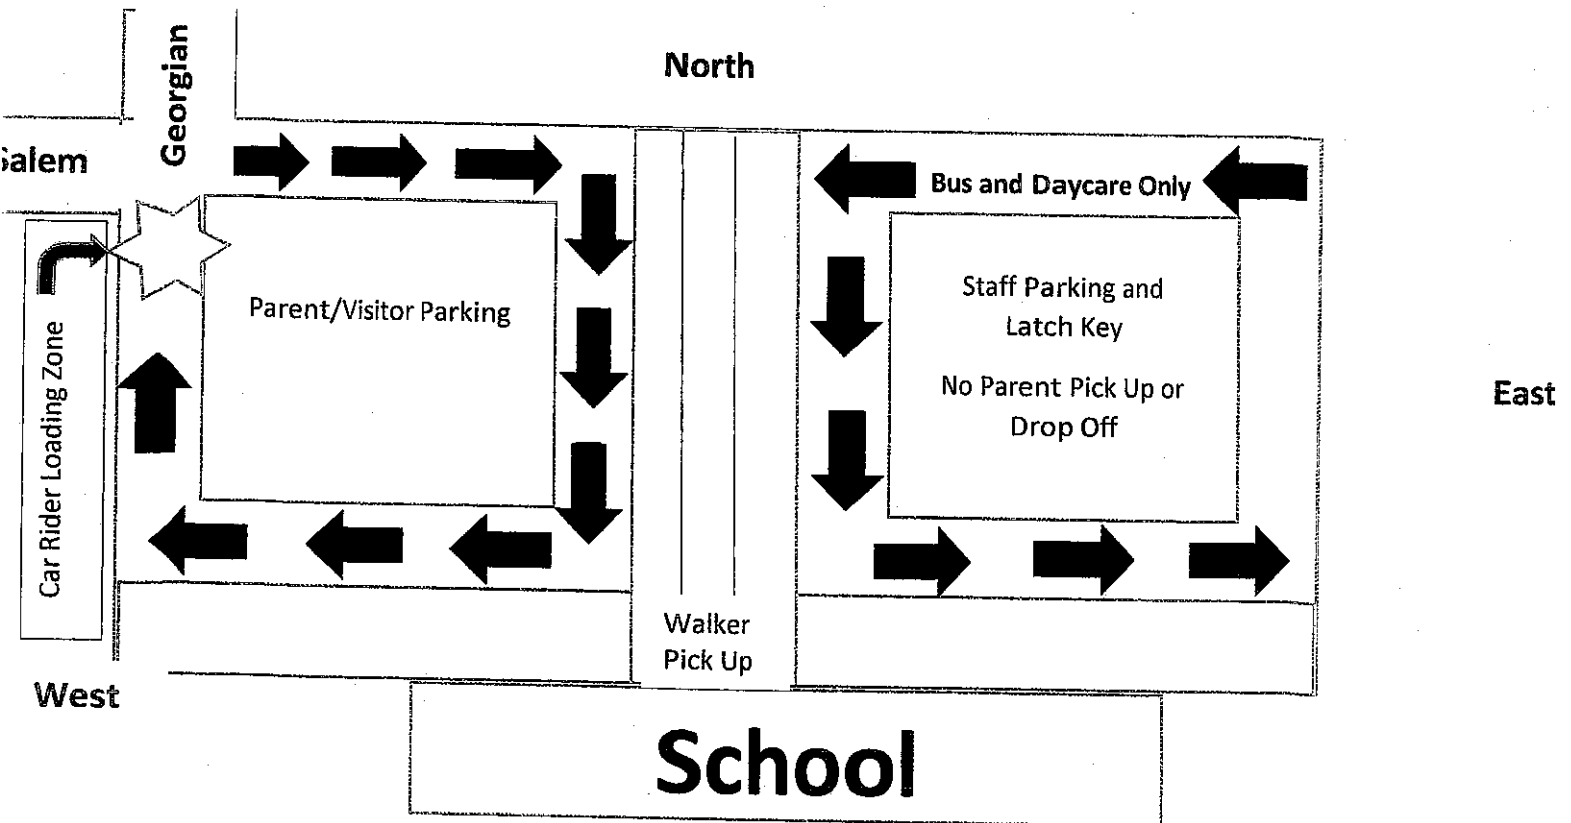 Georgian
North
Salem
Bus and Daycare Only
Parent/Visitor Parking
Staff Parking and
Latch Key
No Parent Pick Up or
Drop Off
East
Car Rider Loading Zone
Walker
Pick Up
West
School